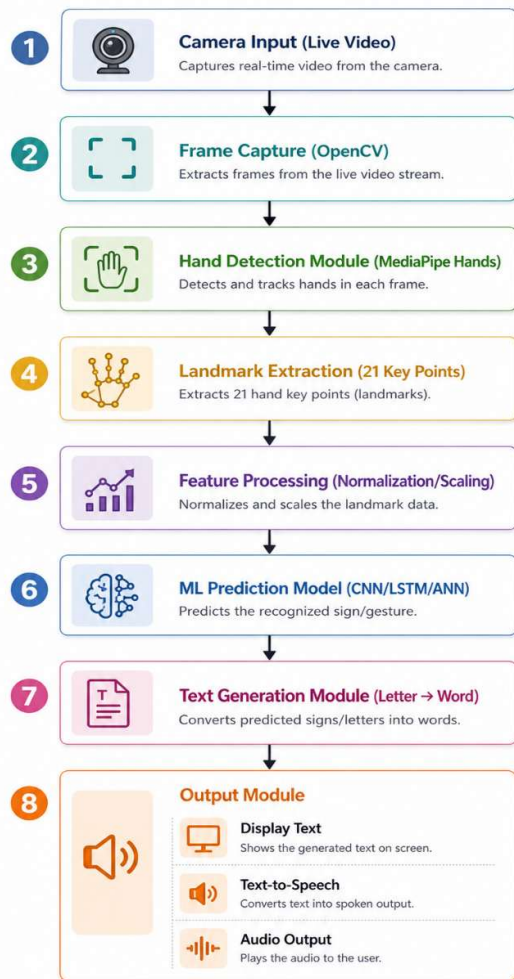 1
Camera Input (Live Video)
Captures real-time video from the camera.
2
Frame Capture (OpenCV)
Extracts frames from the live video stream.
3
Hand Detection Module (MediaPipe Hands)
Detects and tracks hands in each frame.
4
Landmark Extraction (21 Key Points)
Extracts 21 hand key points (landmarks).
5
Feature Processing (Normalization/Scaling)
Normalizes and scales the landmark data.
6
ML Prediction Model (CNN/LSTM/ANN)
Predicts the recognized sign/gesture.
7
T
Text Generation Module (Letter → Word)
Converts predicted signs/letters into words.
8
Output Module
Display Text
Shows the generated text on screen.
Text-to-Speech
Converts text into spoken output.
Audio Output
Plays the audio to the user.